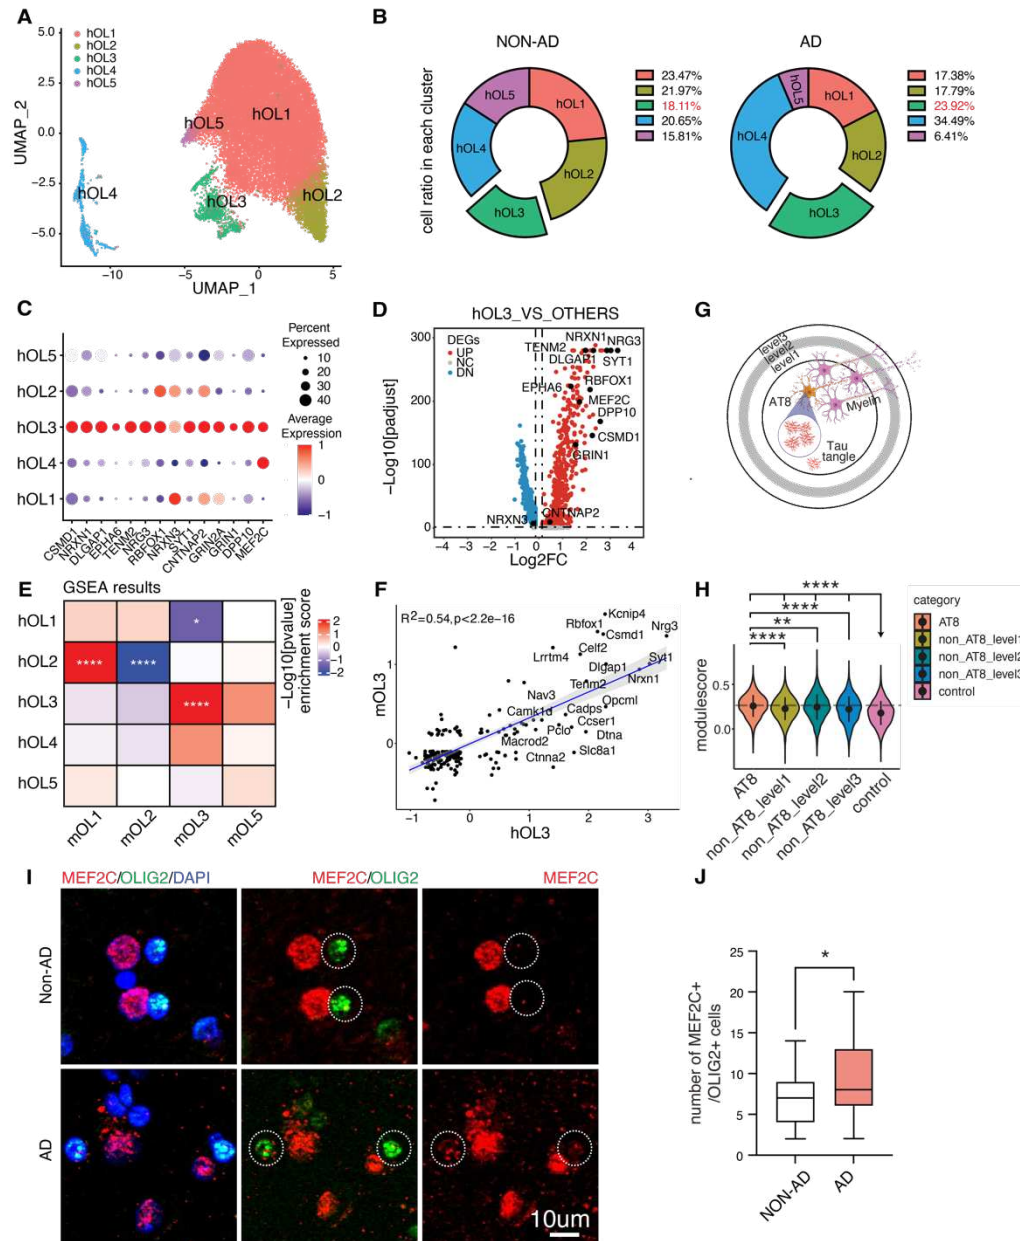 A
hOL1
hOL2
hOL3
hOL4
hOL5
5.0
2.5
0.0
−2.5
−5.0
UMAP_2
hOL1
hOL5
hOL4
hOL3
hOL2
−10
−5
0
5
UMAP_1
B
cell ratio in each cluster
NON-AD
hOL5
hOL1
hOL4
hOL2
hOL3
23.47%
21.97%
18.11%
20.65%
15.81%
AD
hOL5
hOL1
hOL4
hOL2
hOL3
17.38%
17.79%
23.92%
34.49%
6.41%
C
hOL5
hOL2
hOL3
hOL4
hOL1
CSMD1
NRXN1
DLGAP1
EPHA6
TENM2
NRG3
RBFOX1
NRXN3
SYT1
CNTNAP2
GRIN2A
GRIN1
DPP10
MEF2C
Percent
Expressed
10
20
30
40
Average
Expression
1
0
−1
D
hOL3_VS_OTHERS
DEGs
UP
NC
DN
−Log10[padjust]
300
200
100
0
NRXN1
NRG3
TENM2
DLGAP1
SYT1
EPHA6
RBFOX1
MEF2C
DPP10
CSMD1
GRIN1
NRXN3
CNTNAP2
−4 −3 −2 −1 0 1 2 3 4
Log2FC
G
level3
level2
level1
AT8
Myelin
Tau
tangle
E
GSEA results
hOL1
hOL2
hOL3
hOL4
hOL5
*
****
****
****
mOL1
mOL2
mOL3
mOL5
−Log10[pvalue]
enrichment score
2
1
0
−1
−2
F
R2=0.54,p<2.2e−16
mOL3
1
0
Kcnip4
Rbfox1
Csmd1
Nrg3
Celf2
Lrrtm4
Syt1
Dlgap1
Nrxn1
Tenm2
Nav3
Opcml
Camk1d
Cadps
Ccser1
Pclo
Dtna
Macrod2
Slc8a1
Ctnna2
−1
0
1
2
3
hOL3
H
****
****
**
****
modulescore
0.5
0.0
AT8
non_AT8_level1
non_AT8_level2
non_AT8_level3
control
category
AT8
non_AT8_level1
non_AT8_level2
non_AT8_level3
control
I
MEF2C/OLIG2/DAPI
MEF2C/OLIG2
MEF2C
Non-AD
AD
10um
J
number of MEF2C+
/OLIG2+ cells
25
20
15
10
5
0
*
NON-AD
AD